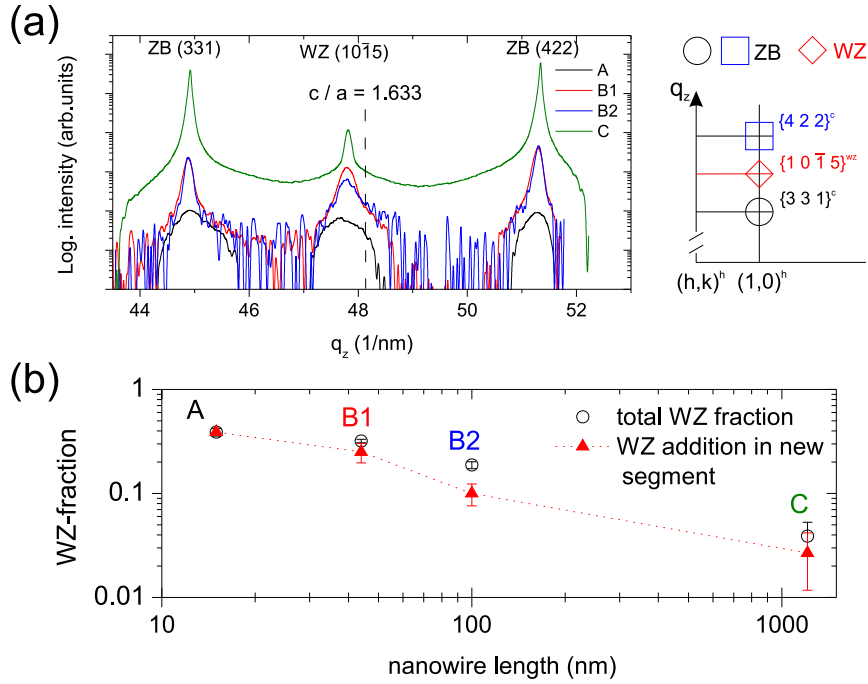 (a)
ZB (331)
WZ (101̄5)
ZB (422)
c / a = 1.633
A
B1
B2
C
Log. intensity (arb.units)
44
46
48
50
52
q_z (1/nm)
ZB
WZ
q_z
{4 2 2}^c
{1 0 1̄ 5}^wz
{3 3 1}^c
(h,k)^h
(1,0)^h
(b)
1
0.1
0.01
WZ-fraction
A
B1
B2
C
total WZ fraction
WZ addition in new
segment
10
100
1000
nanowire length (nm)